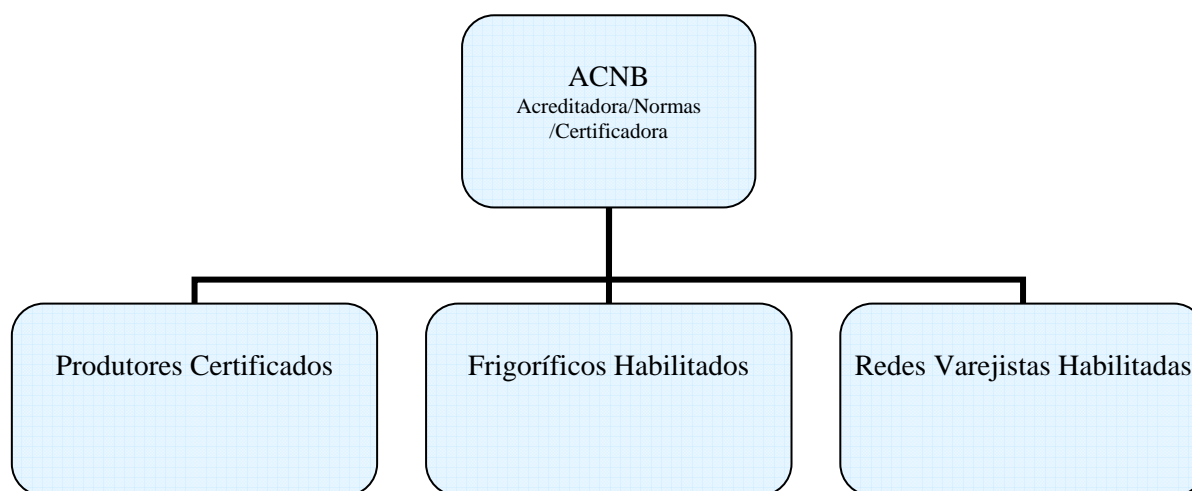 ACNB
Acreditadora/Normas
/Certificadora
Produtores Certificados
Frigoríficos Habilitados
Redes Varejistas Habilitadas